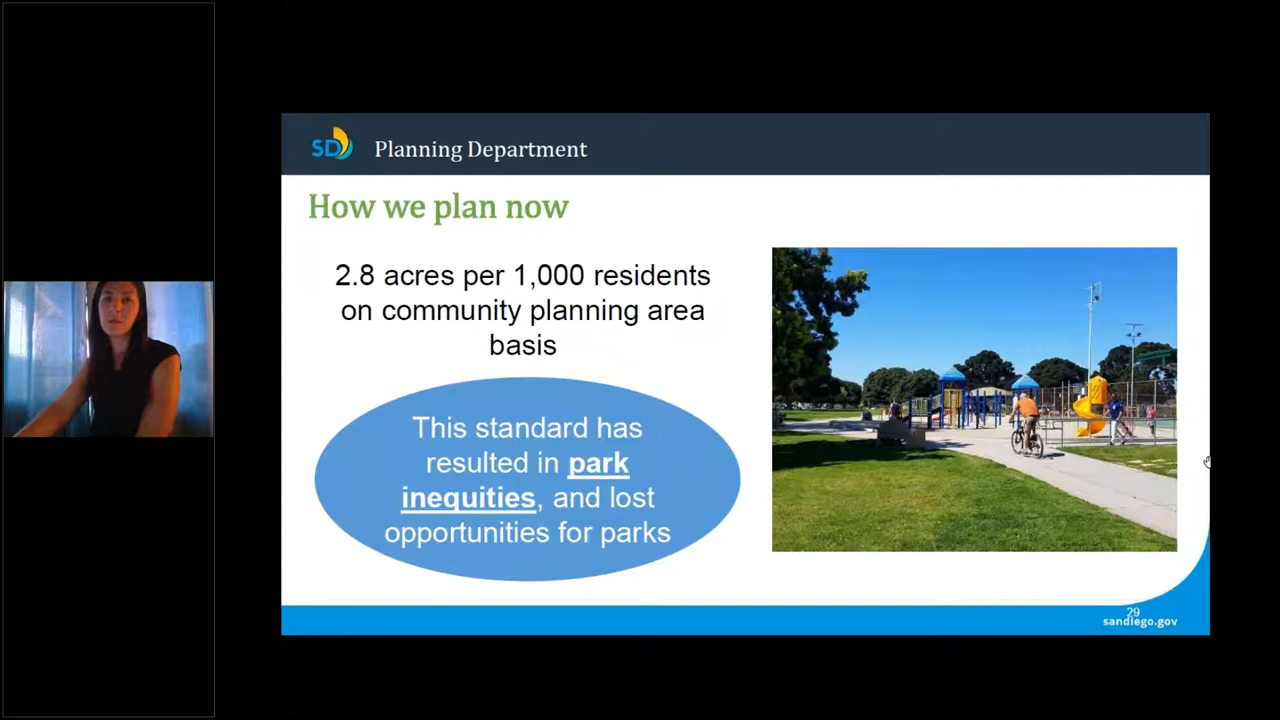 SD
Planning Department
How we plan now
2.8 acres per 1,000 residents
on community planning area
basis
This standard has
resulted in park
inequities, and lost
opportunities for parks
29
sandiego.gov